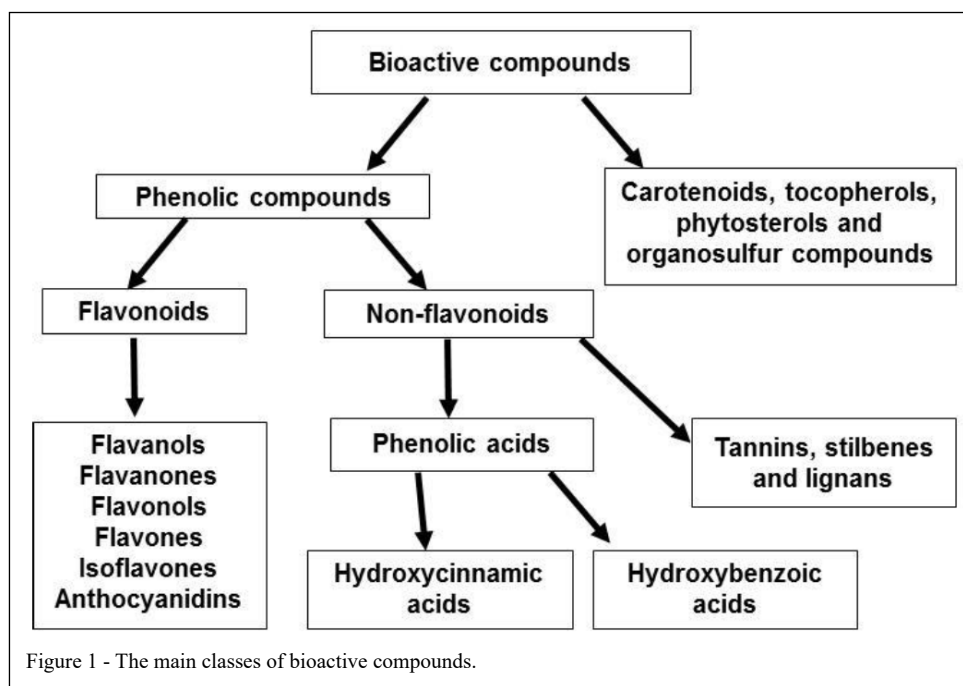 Bioactive compounds
Phenolic compounds
Carotenoids, tocopherols,
phytosterols and
organosulfur compounds
Flavonoids
Non-flavonoids
Flavanols
Flavanones
Flavonols
Flavones
Isoflavones
Anthocyanidins
Phenolic acids
Tannins, stilbenes
and lignans
Hydroxycinnamic
acids
Hydroxybenzoic
acids
Figure 1 - The main classes of bioactive compounds.